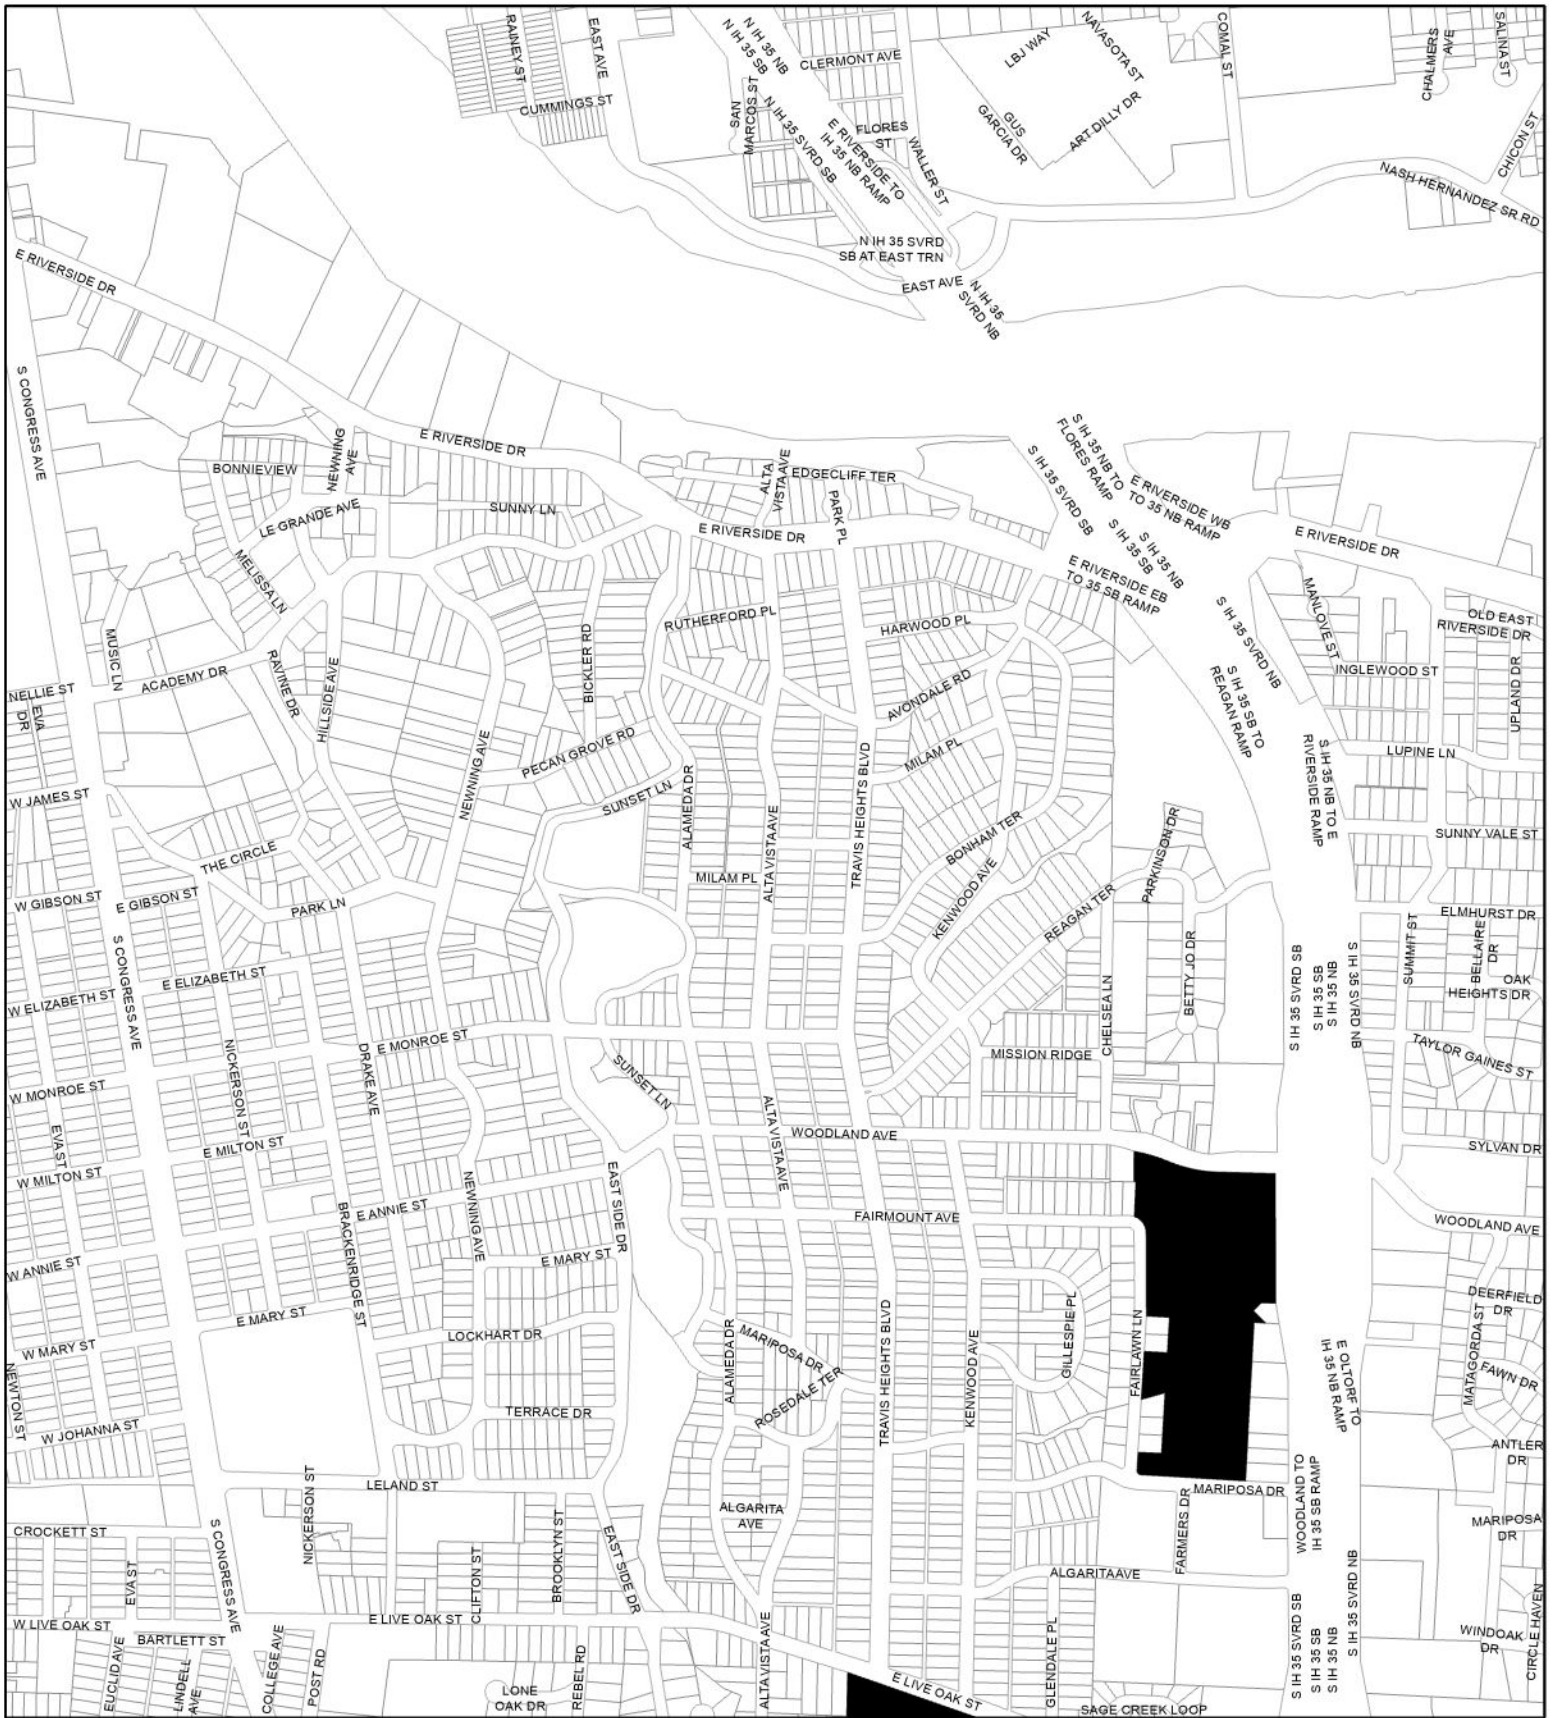 RAINEY ST
EAST AVE
N IH 35 NB
N IH 35 SB
CLERMONT AVE
LBJ WAY
NAVASOTA ST
COMAL ST
CHALMERS
AVE
SALINA ST
CUMMINGS ST
SAN
MARCOS ST
N IH 35 SVRD SB
E RIVERSIDE TO
IH 35 NB RAMP
FLORES
ST
WALLER ST
GUS
GARCIA DR
ART DILLY DR
CHICON ST
NASH HERNANDEZ SR RD
N IH 35 SVRD
SB AT EAST TRN
EAST AVE
N IH 35
SVRD NB
E RIVERSIDE DR
S CONGRESS AVE
BONNIEVIEW
NEWNING
AVE
E RIVERSIDE DR
LE GRANDE AVE
SUNNY LN
ALTA
VISTA AVE
EDGECLIFF TER
PARK PL
E RIVERSIDE DR
S IH 35 SVRD SB
S IH 35 NB TO
FLORES RAMP
E RIVERSIDE WB
TO 35 NB RAMP
S IH 35 SB
S IH 35 NB
E RIVERSIDE EB
TO 35 SB RAMP
E RIVERSIDE DR
MELISSA LN
MUSIC LN
ACADEMY DR
RAVINE DR
HILLSIDE AVE
BICKLER RD
RUTHERFORD PL
HARWOOD PL
AVONDALE RD
S IH 35 SVRD NB
MANLOVE ST
OLD EAST
RIVERSIDE DR
INGLEWOOD ST
UPLAND DR
S IH 35 SB TO
REAGAN RAMP
NELLIE ST
EVA
DR
NEWNING AVE
PECAN GROVE RD
SUNSET LN
ALAMEDA DR
ALTA VISTA AVE
TRAVIS HEIGHTS BLVD
MILAM PL
S IH 35 NB TO E
RIVERSIDE RAMP
LUPINE LN
W JAMES ST
THE CIRCLE
BONHAM TER
PARKINSON DR
SUNNY VALE ST
W GIBSON ST
E GIBSON ST
PARK LN
MILAM PL
KENWOOD AVE
REAGAN TER
ELMHURST DR
S CONGRESS AVE
E ELIZABETH ST
W ELIZABETH ST
BETTY JO DR
CHELSEA LN
S IH 35 SVRD SB
S IH 35 SB
S IH 35 NB
S IH 35 SVRD NB
SUMMIT ST
BELLAIRE
DR
OAK
HEIGHTS DR
NICKERSON ST
DRAKE AVE
E MONROE ST
SUNSET LN
MISSION RIDGE
TAYLOR GAINES ST
W MONROE ST
EVA ST
E MILTON ST
W MILTON ST
ALTA VISTA AVE
WOODLAND AVE
SYLVAN DR
BRACKENRIDGE ST
E ANNIE ST
NEWNING AVE
EAST SIDE DR
FAIRMOUNT AVE
WOODLAND AVE
W ANNIE ST
E MARY ST
E MARY ST
LOCKHART DR
W MARY ST
NEWTON ST
ALAMEDA DR
MARIPOSA DR
ROSEDALE TER
TRAVIS HEIGHTS BLVD
KENWOOD AVE
GILLESPIE PL
FAIRLAWN LN
E OLTORF TO
IH 35 NB RAMP
DEERFIELD
DR
MATAGORDA ST
FAWN DR
W JOHANNA ST
TERRACE DR
ANTLER
DR
LELAND ST
NICKERSON ST
ALGARITA
AVE
MARIPOSA DR
WOODLAND TO
IH 35 SB RAMP
MARIPOSA
DR
CROCKETT ST
S CONGRESS AVE
EVA ST
CLIFTON ST
BROOKLYN ST
EAST SIDE DR
FARMERS DR
ALGARITA AVE
S IH 35 SVRD NB
W LIVE OAK ST
E LIVE OAK ST
BARTLETT ST
EUCLID AVE
LINDELL
AVE
COLLEGE AVE
POST RD
LONE
OAK DR
REBEL RD
ALTA VISTA AVE
E LIVE OAK ST
GLENDALE PL
SAGE CREEK LOOP
S IH 35 SVRD SB
S IH 35 SB
S IH 35 NB
WINDOAK
DR
CIRCLE HAVEN